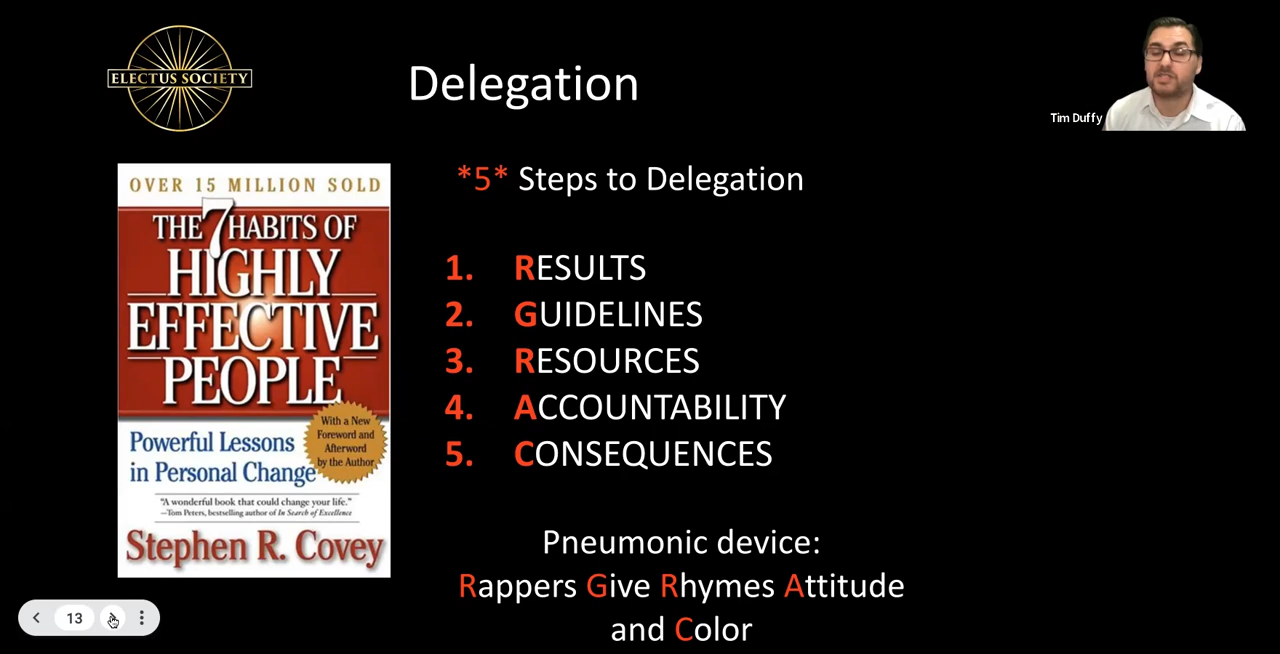 ELECTUS SOCIETY
Delegation
Tim Duffy
OVER 15 MILLION SOLD
THE 7 HABITS OF
HIGHLY
EFFECTIVE
PEOPLE
With a New
Foreword and
Afterword
by the Author
Powerful Lessons
in Personal Change
"A wonderful book that could change your life."
—Tom Peters, bestselling author of In Search of Excellence
Stephen R. Covey
*5* Steps to Delegation
1. RESULTS
2. GUIDELINES
3. RESOURCES
4. ACCOUNTABILITY
5. CONSEQUENCES
Pneumonic device:
Rappers Give Rhymes Attitude
and Color
13